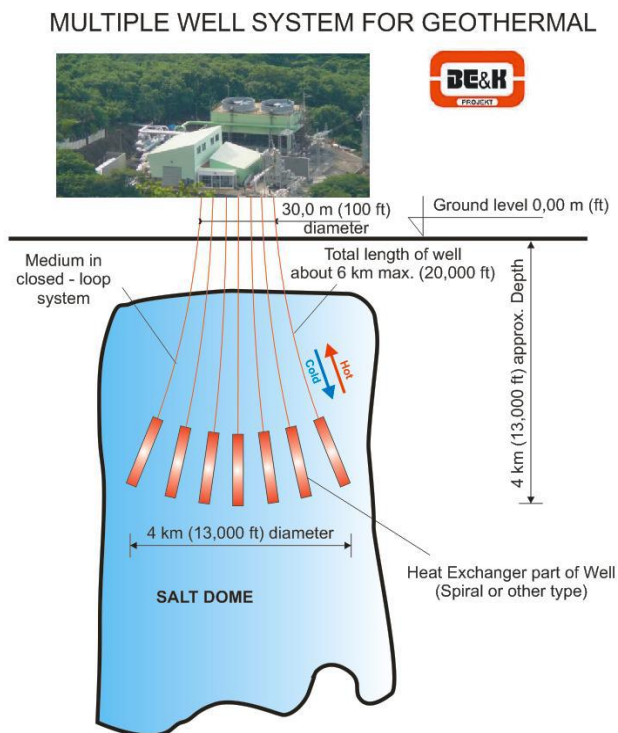 MULTIPLE WELL SYSTEM FOR GEOTHERMAL
BE&K
PROJEKT
30,0 m (100 ft)
diameter
Ground level 0,00 m (ft)
Medium in
closed - loop
system
Total length of well
about 6 km max. (20,000 ft)
Cold
Hot
4 km (13,000 ft) approx. Depth
4 km (13,000 ft) diameter
Heat Exchanger part of Well
(Spiral or other type)
SALT DOME